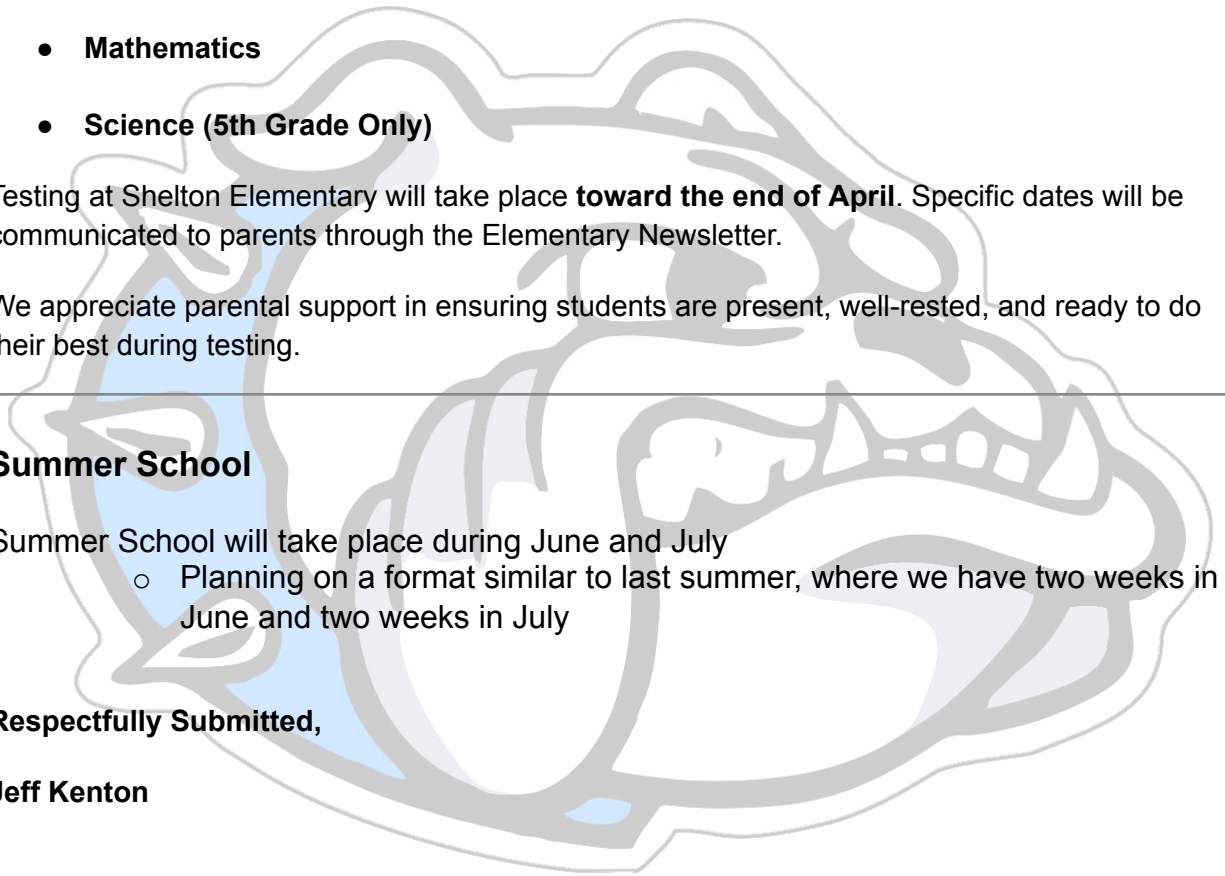 ● Mathematics
● Science (5th Grade Only)
Testing at Shelton Elementary will take place toward the end of April. Specific dates will be
communicated to parents through the Elementary Newsletter.
We appreciate parental support in ensuring students are present, well-rested, and ready to do
their best during testing.
Summer School
Summer School will take place during June and July
○ Planning on a format similar to last summer, where we have two weeks in
June and two weeks in July
Respectfully Submitted,
Jeff Kenton